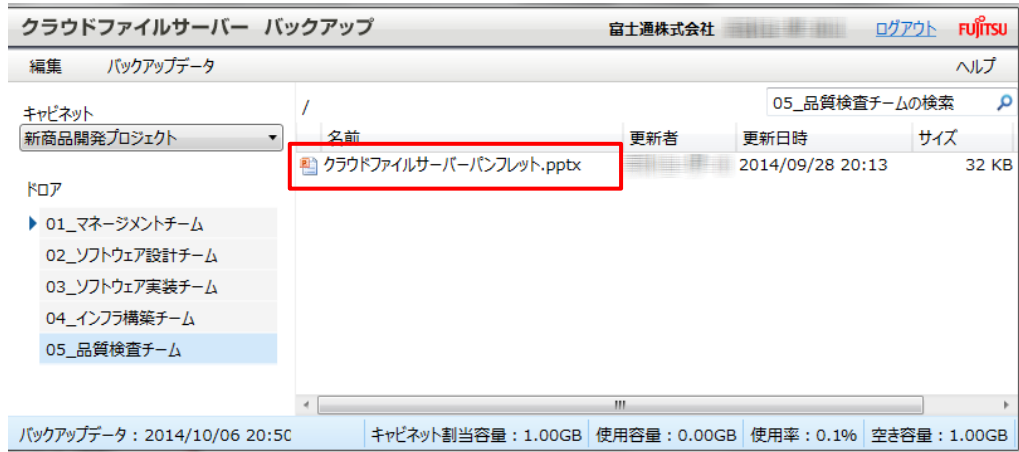 クラウドファイルサーバー バックアップ 富士通株式会社 ログアウト FUJITSU
編集 バックアップデータ ヘルプ
キャビネット
新商品開発プロジェクト
ドロア
01_マネージメントチーム
02_ソフトウェア設計チーム
03_ソフトウェア実装チーム
04_インフラ構築チーム
05_品質検査チーム
/ 05_品質検査チームの検索
名前 更新者 更新日時 サイズ
クラウドファイルサーバーパンフレット.pptx 2014/09/28 20:13 32 KB
バックアップデータ : 2014/10/06 20:50 キャビネット割当容量 : 1.00GB 使用容量 : 0.00GB 使用率 : 0.1% 空き容量 : 1.00GB